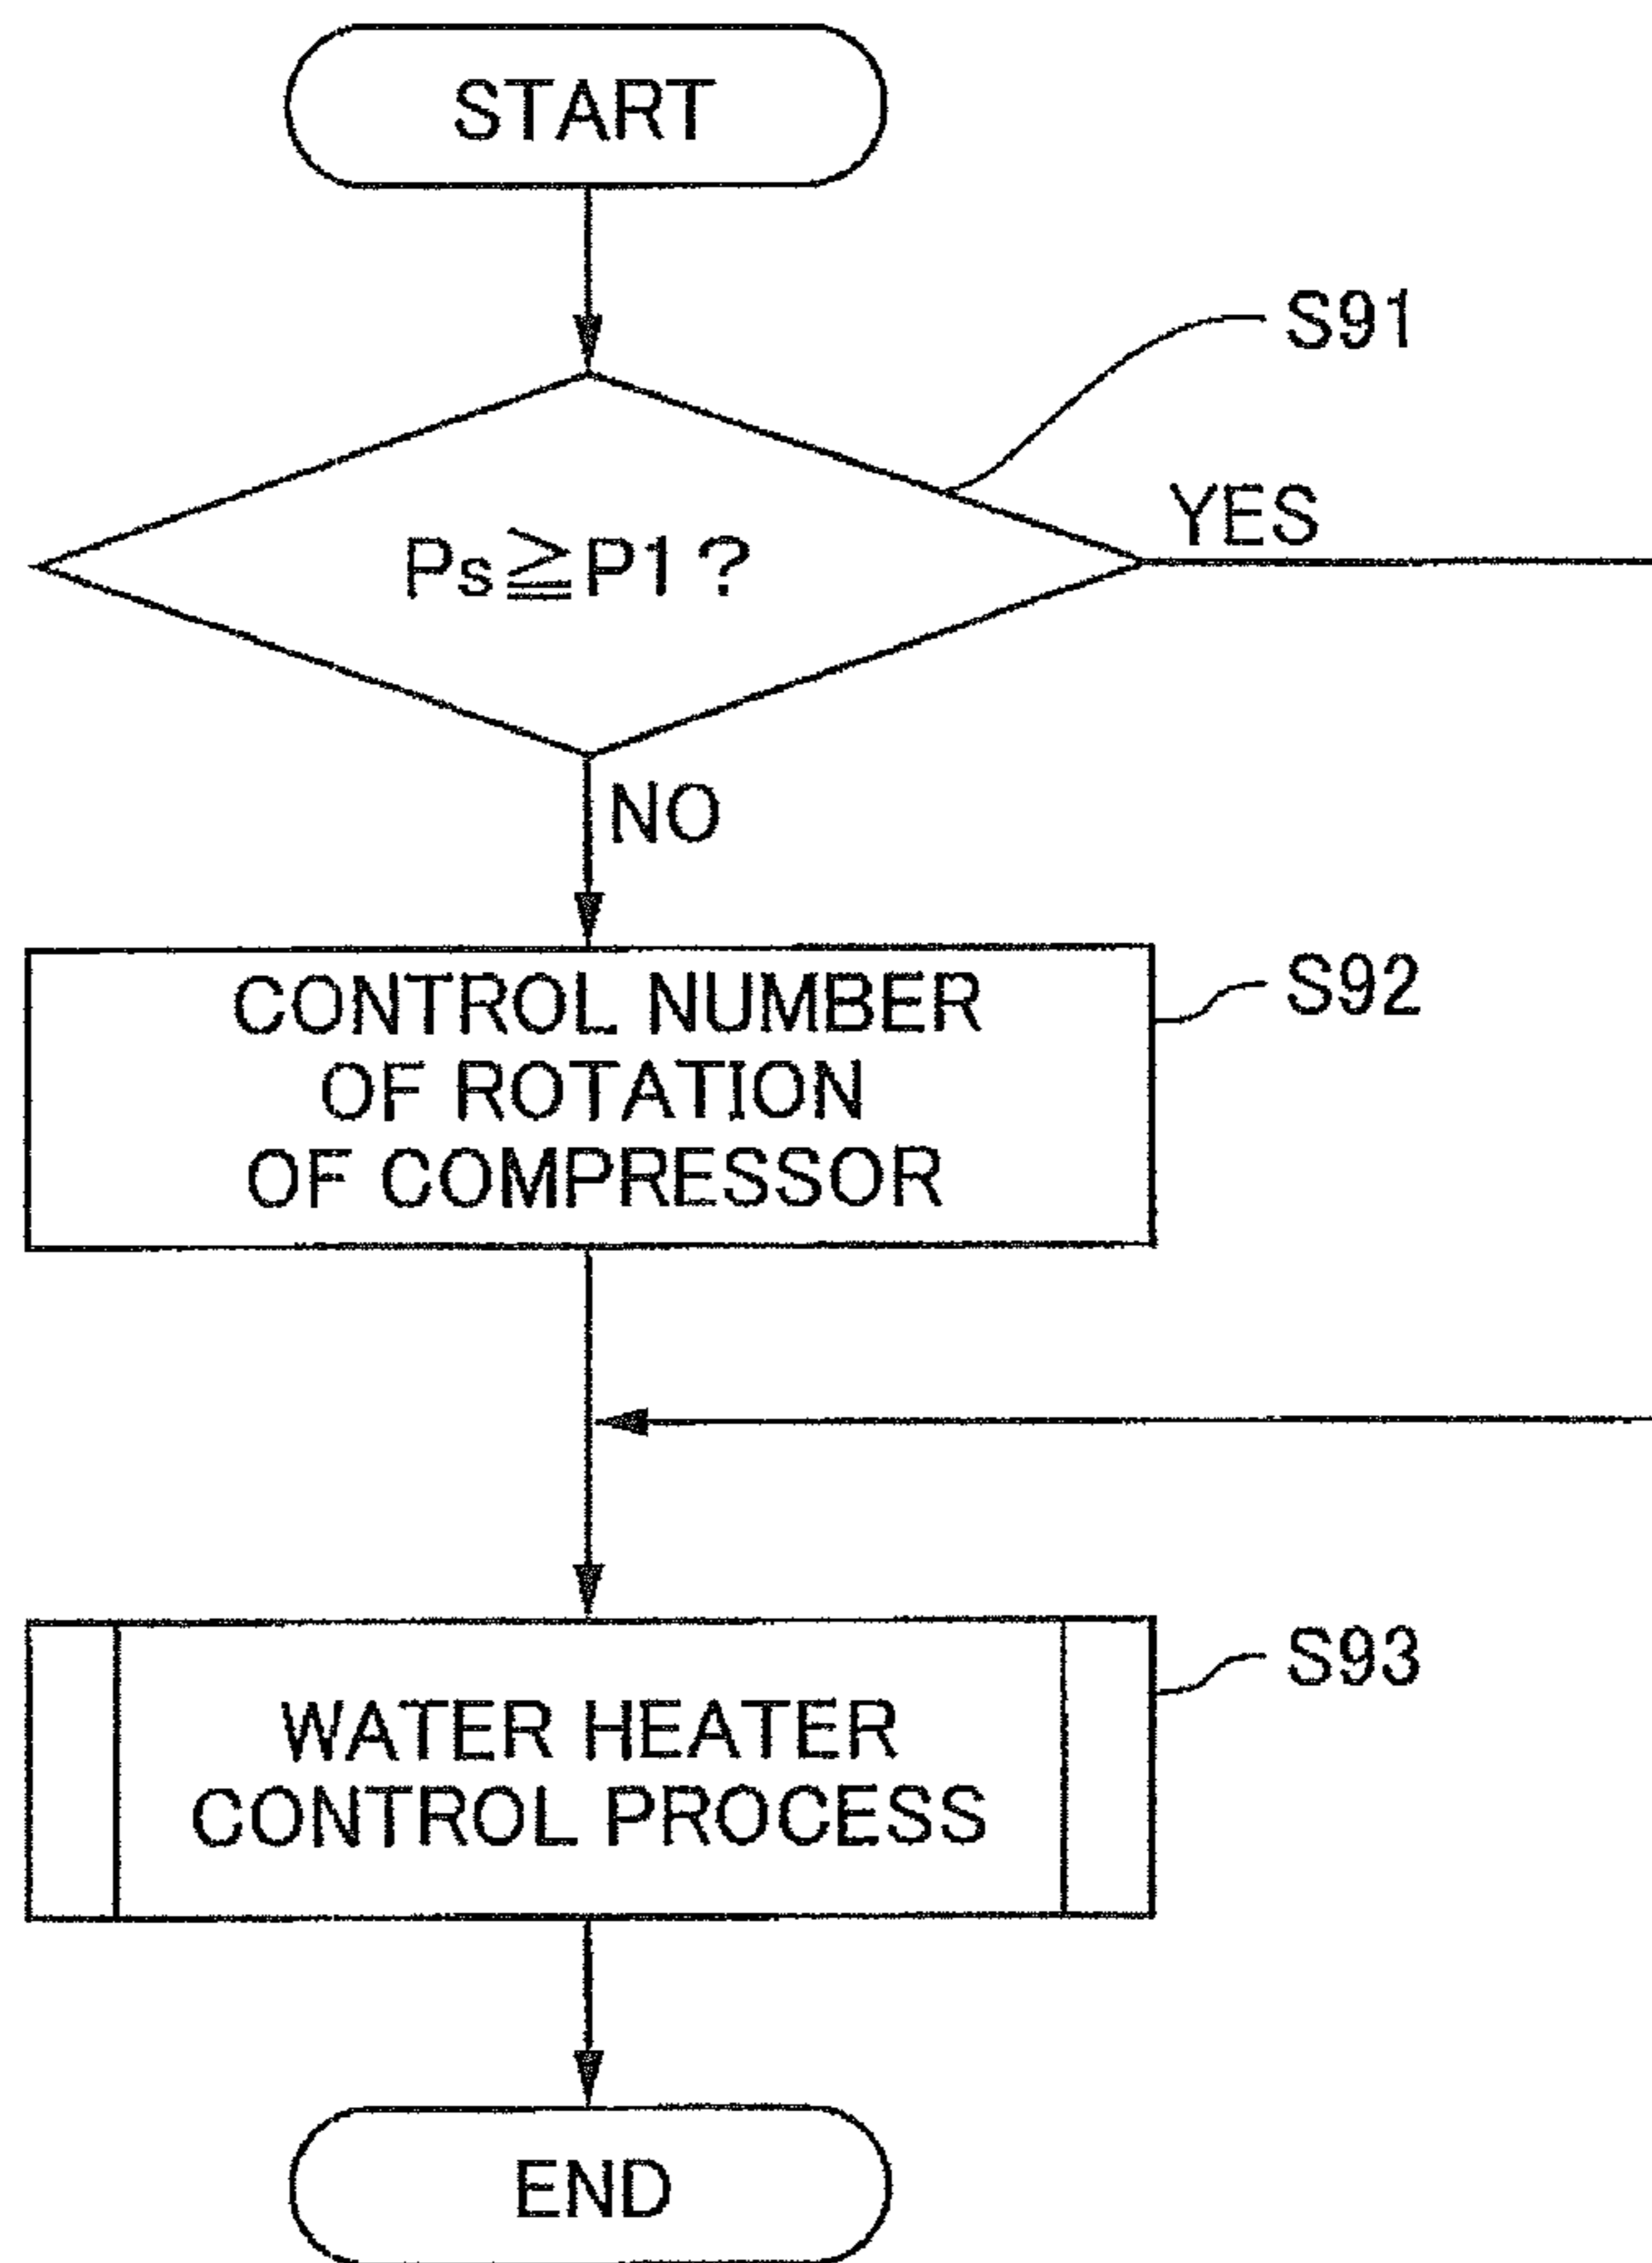 START
S91
YES
Ps≧P1?
NO
CONTROL NUMBER
OF ROTATION
OF COMPRESSOR
S92
WATER HEATER
CONTROL PROCESS
S93
END